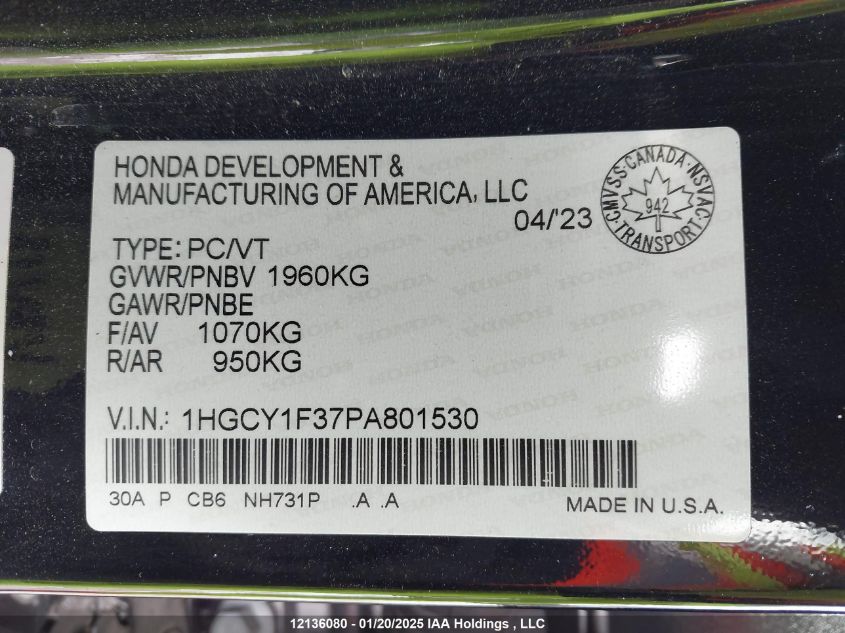 HONDA DEVELOPMENT &
MANUFACTURING OF AMERICA, LLC
04/'23
CMVSS·CANADA·NSVAC·TRANSPORT·
942
TYPE: PC/VT
GVWR/PNBV 1960KG
GAWR/PNBE
F/AV 1070KG
R/AR 950KG
V.I.N.: 1HGCY1F37PA801530
30A P CB6 NH731P .A .A
MADE IN U.S.A.
12136080 - 01/20/2025 IAA Holdings , LLC